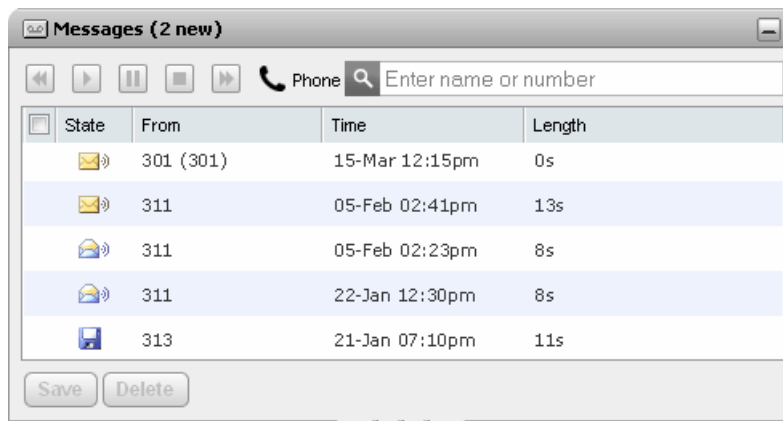 Messages (2 new)
Phone Enter name or number
State From Time Length
301 (301) 15-Mar 12:15pm 0s
311 05-Feb 02:41pm 13s
311 05-Feb 02:23pm 8s
311 22-Jan 12:30pm 8s
313 21-Jan 07:10pm 11s
Save Delete